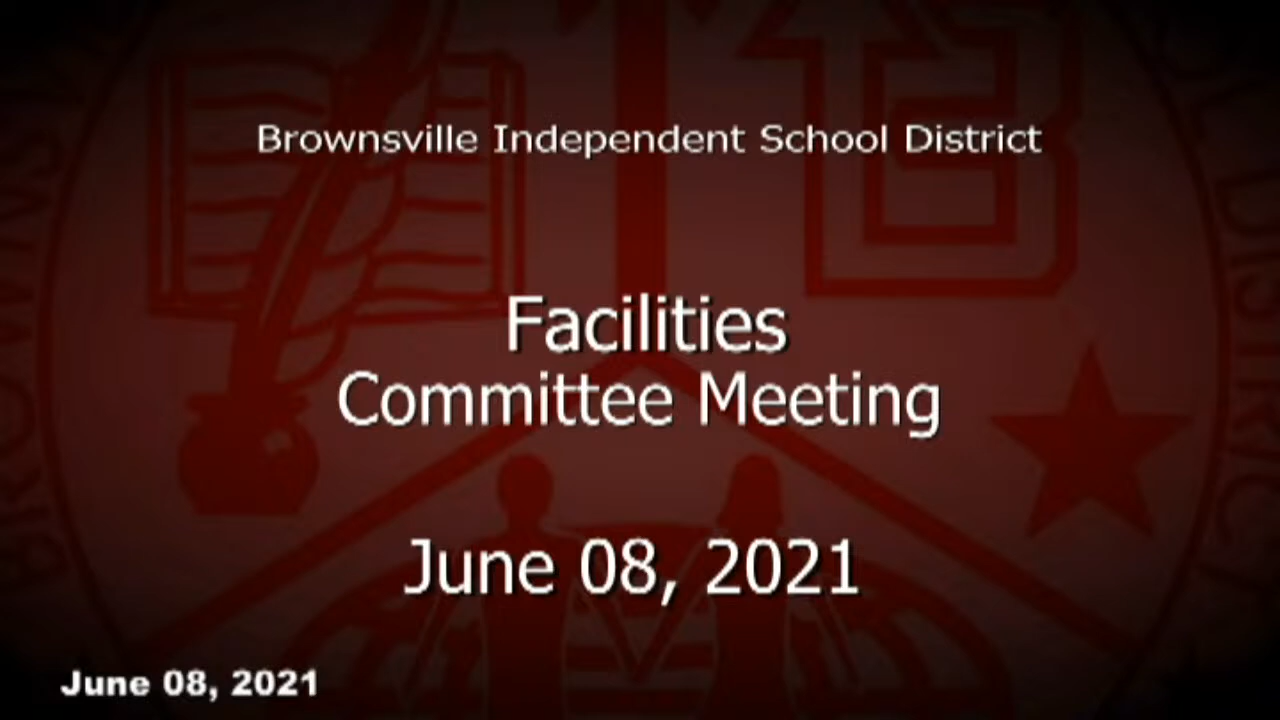 Brownsville Independent School District
Facilities
Committee Meeting
June 08, 2021
June 08, 2021